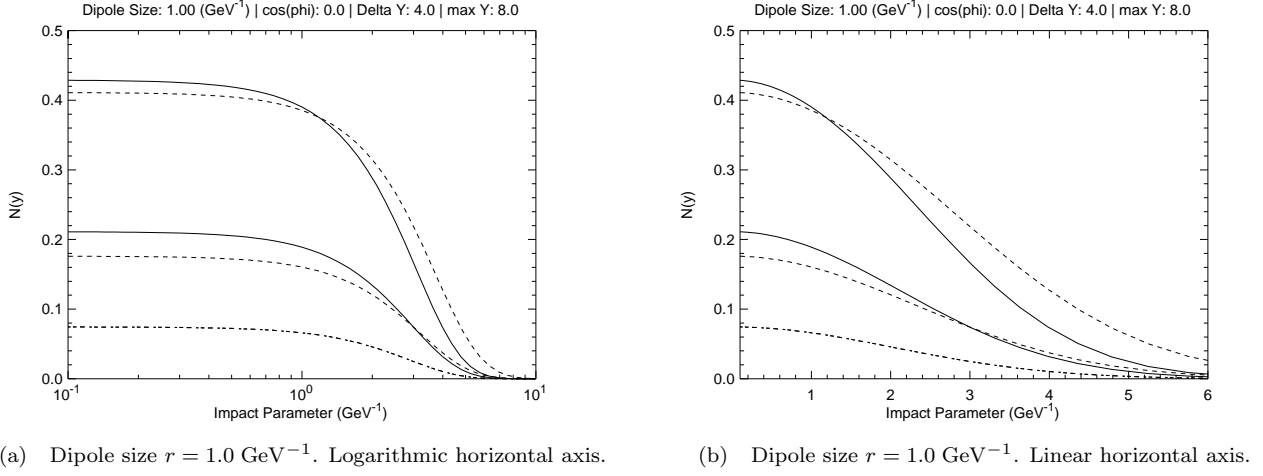 Dipole Size: 1.00 (GeV⁻¹) | cos(phi): 0.0 | Delta Y: 4.0 | max Y: 8.0
0.5
0.4
0.3
N(y)
0.2
0.1
0.0
10⁻¹ 10⁰ 10¹
Impact Parameter (GeV⁻¹)
(a) Dipole size r = 1.0 GeV⁻¹. Logarithmic horizontal axis.
Dipole Size: 1.00 (GeV⁻¹) | cos(phi): 0.0 | Delta Y: 4.0 | max Y: 8.0
0.5
0.4
0.3
N(y)
0.2
0.1
0.0
1 2 3 4 5 6
Impact Parameter (GeV⁻¹)
(b) Dipole size r = 1.0 GeV⁻¹. Linear horizontal axis.